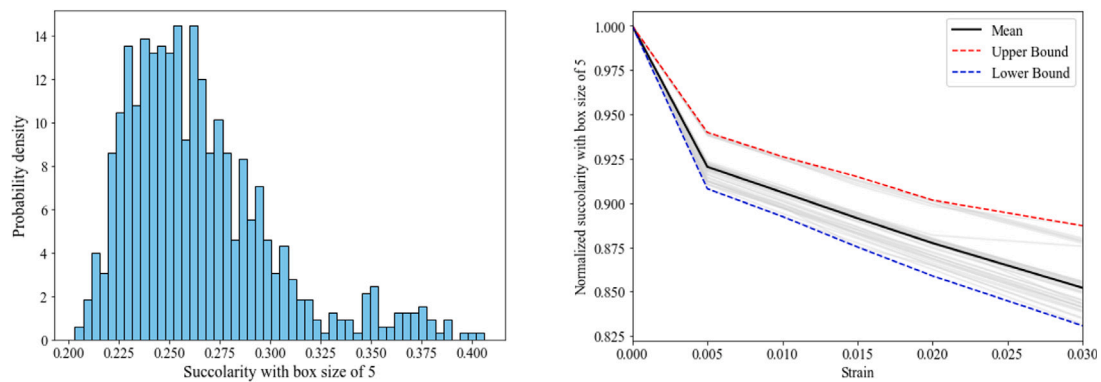 14
12
10
8
6
4
2
0
Probability density
0.200 0.225 0.250 0.275 0.300 0.325 0.350 0.375 0.400
Succolarity with box size of 5
1.000
0.975
0.950
0.925
0.900
0.875
0.850
0.825
Normalized succolarity with box size of 5
Mean
Upper Bound
Lower Bound
0.000 0.005 0.010 0.015 0.020 0.025 0.030
Strain